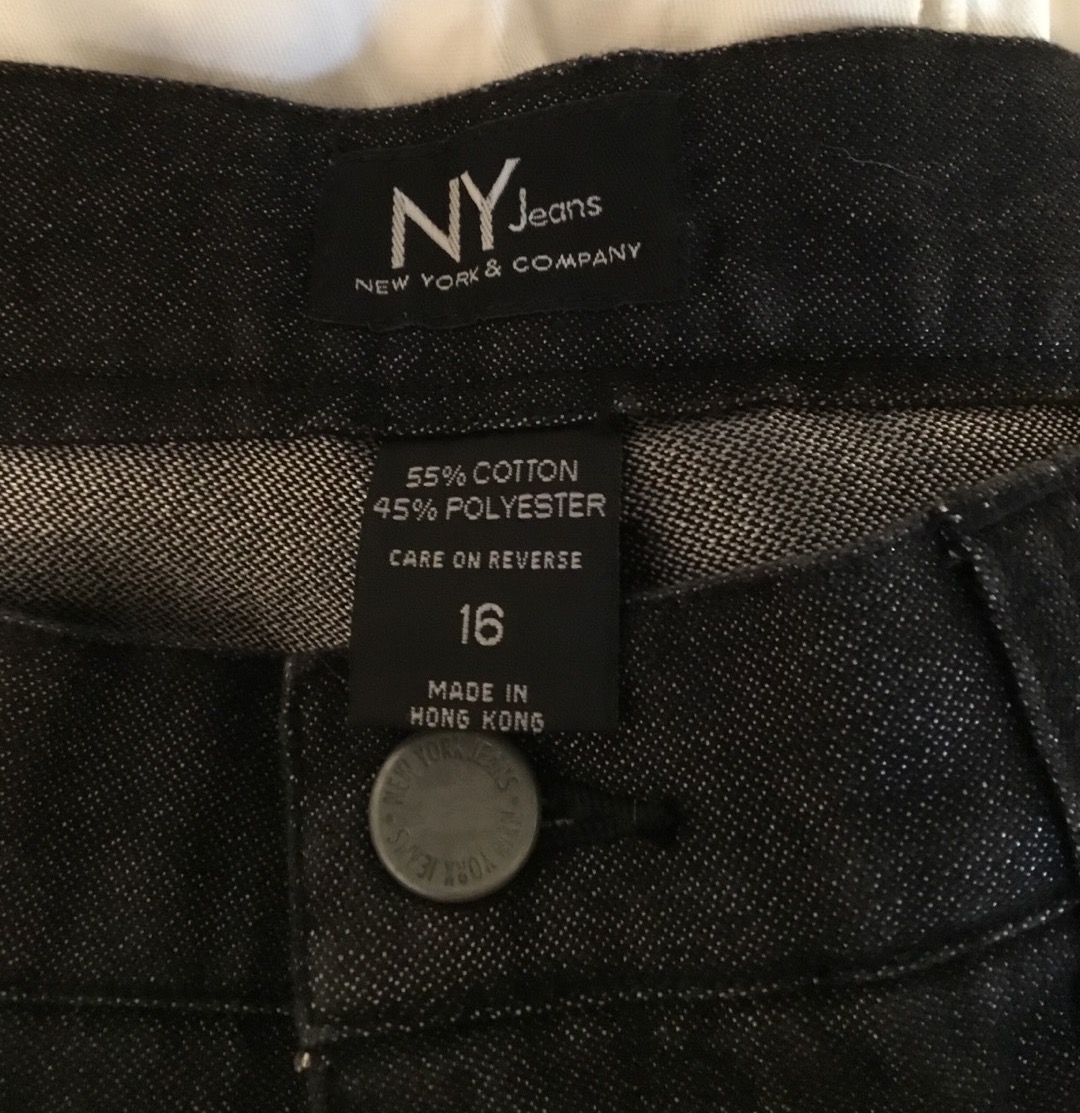 NY Jeans
NEW YORK & COMPANY
55% COTTON
45% POLYESTER
CARE ON REVERSE
16
MADE IN
HONG KONG
NEW YORK JEANS • NEW YORK JEANS •